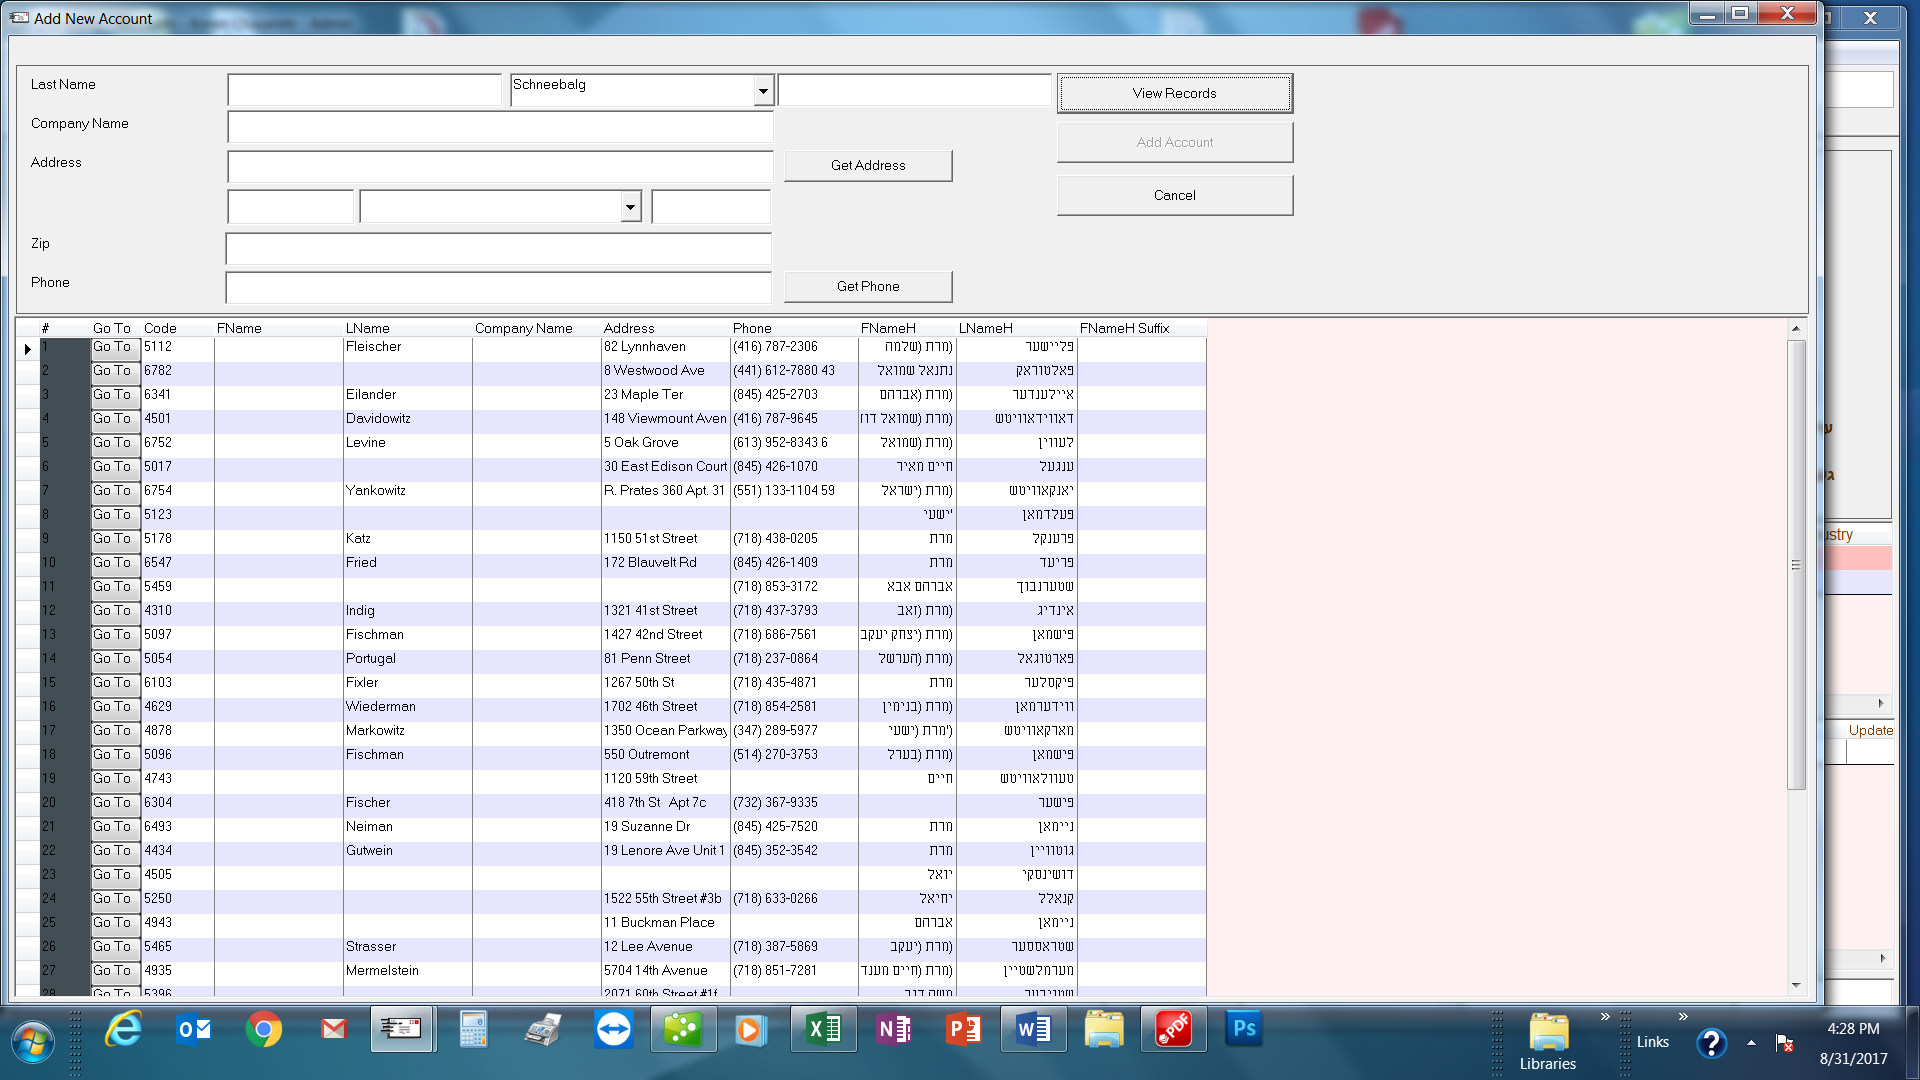 Add New Account
Last Name Schneebalg View Records
Company Name
Add Account
Address Get Address
Cancel
Zip
Phone Get Phone
# Go To Code FName LName Company Name Address Phone FNameH LNameH FNameH Suffix
1 Go To 5112 Fleischer 82 Lynnhaven (416) 787-2306 מרת (שלמה פליישער
2 Go To 6782 8 Westwood Ave (441) 612-7880 43 נתנאל שמואל פאלטוראק
3 Go To 6341 Eilander 23 Maple Ter (845) 425-2703 מרת (אברהם איילענדער
4 Go To 4501 Davidowitz 148 Viewmount Aven (416) 787-9645 מרת (שמואל דוד דאווידאוויטש
5 Go To 6752 Levine 5 Oak Grove (613) 952-8343 6 מרת (שמואל לעווין
6 Go To 5017 30 East Edison Court (845) 426-1070 חיים מאיר ענגעל
7 Go To 6754 Yankowitz R. Prates 360 Apt. 31 (551) 133-1104 59 מרת (ישראל יאנקאוויטש
8 Go To 5123 ישעי' פעלדמאן
9 Go To 5178 Katz 1150 51st Street (718) 438-0205 מרת פרענקל
10 Go To 6547 Fried 172 Blauvelt Rd (845) 426-1409 מרת פריעד
11 Go To 5459 (718) 853-3172 אברהם אבא שטערנבוך
12 Go To 4310 Indig 1321 41st Street (718) 437-3793 מרת (זאב) אינדיג
13 Go To 5097 Fischman 1427 42nd Street (718) 686-7561 מרת (יצחק יעקב פישמאן
14 Go To 5054 Portugal 81 Penn Street (718) 237-0864 מרת (הערשל) פארטוגאל
15 Go To 6103 Fixler 1267 50th St (718) 435-4871 מרת פיקסלער
16 Go To 4629 Wiederman 1702 46th Street (718) 854-2581 מרת (בנימין) ווידערמאן
17 Go To 4878 Markowitz 1350 Ocean Parkway (347) 289-5977 מרת (ישעי') מארקאוויטש
18 Go To 5096 Fischman 550 Outremont (514) 270-3753 מרת (בערל) פישמאן
19 Go To 4743 1120 59th Street חיים טעוולאוויטש
20 Go To 6304 Fischer 418 7th St Apt 7c (732) 367-9335 פישער
21 Go To 6493 Neiman 19 Suzanne Dr (845) 425-7520 מרת ניימאן
22 Go To 4434 Gutwein 19 Lenore Ave Unit 1 (845) 352-3542 מרת גוטוויין
23 Go To 4505 יואל דושינסקי
24 Go To 5250 1522 55th Street #3b (718) 633-0266 יחיאל קנאלל
25 Go To 4943 11 Buckman Place אברהם ניימאן
26 Go To 5465 Strasser 12 Lee Avenue (718) 387-5869 מרת (יעקב) שטראססער
27 Go To 4935 Mermelstein 5704 14th Avenue (718) 851-7281 מרת (חיים מענד מערמלשטיין
28 Go To 5396 2071 60th Street #1f
ustry
Update
Links
Libraries
4:28 PM
8/31/2017